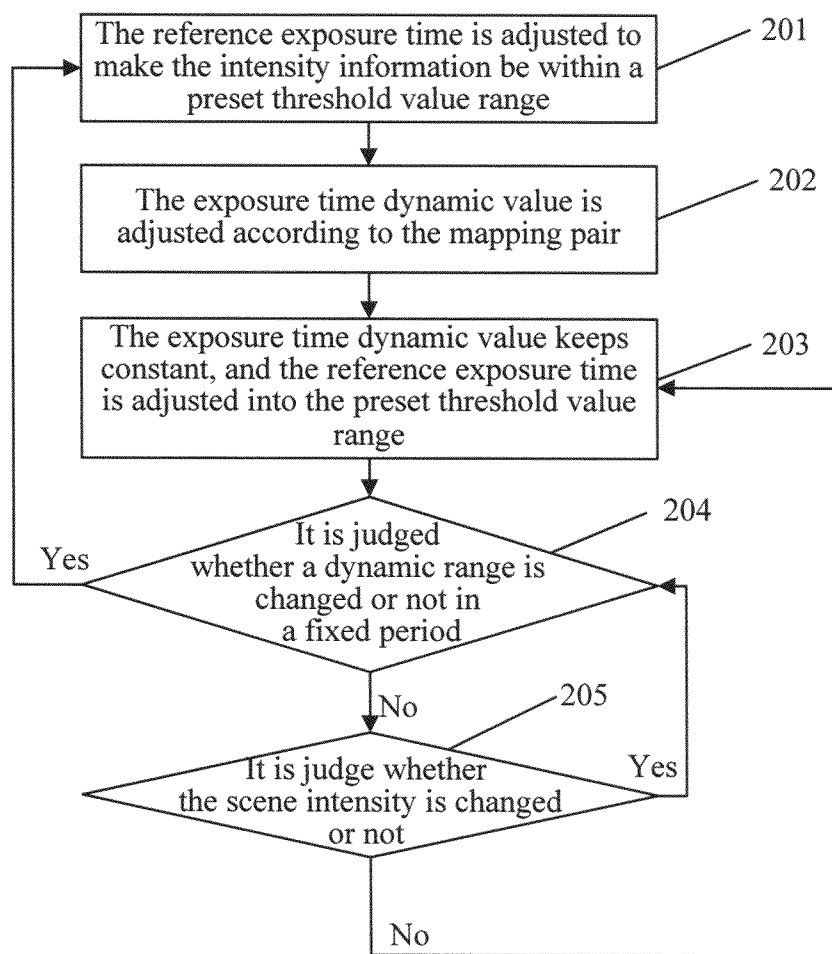 The reference exposure time is adjusted to
make the intensity information be within a
preset threshold value range
201
The exposure time dynamic value is
adjusted according to the mapping pair
202
The exposure time dynamic value keeps
constant, and the reference exposure time
is adjusted into the preset threshold value
range
203
It is judged
whether a dynamic range is
changed or not in
a fixed period
204
Yes
No
It is judge whether
the scene intensity is changed
or not
205
Yes
No